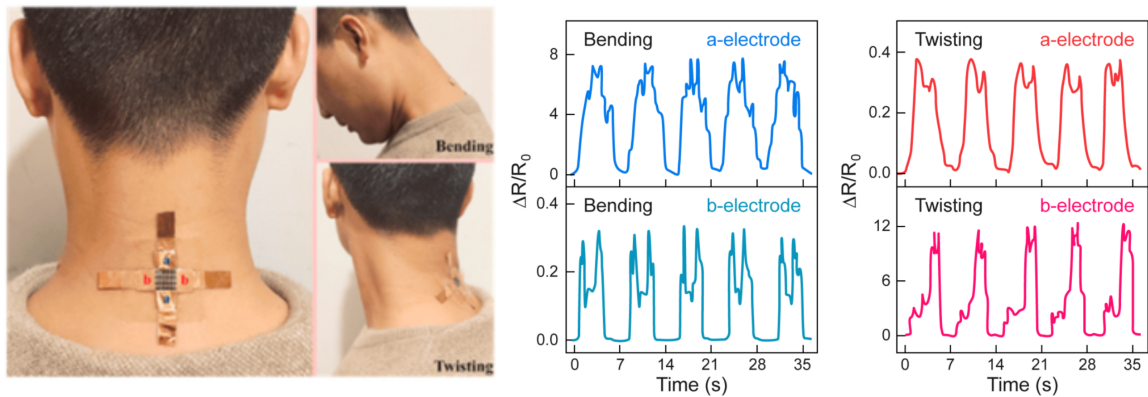 b b
Bending
Twisting
Bending a-electrode
8
4
0
Bending b-electrode
0.4
0.2
0.0
ΔR/R0
0 7 14 21 28 35
Time (s)
Twisting a-electrode
0.4
0.2
0.0
Twisting b-electrode
12
6
0
ΔR/R0
0 7 14 21 28 35
Time (s)